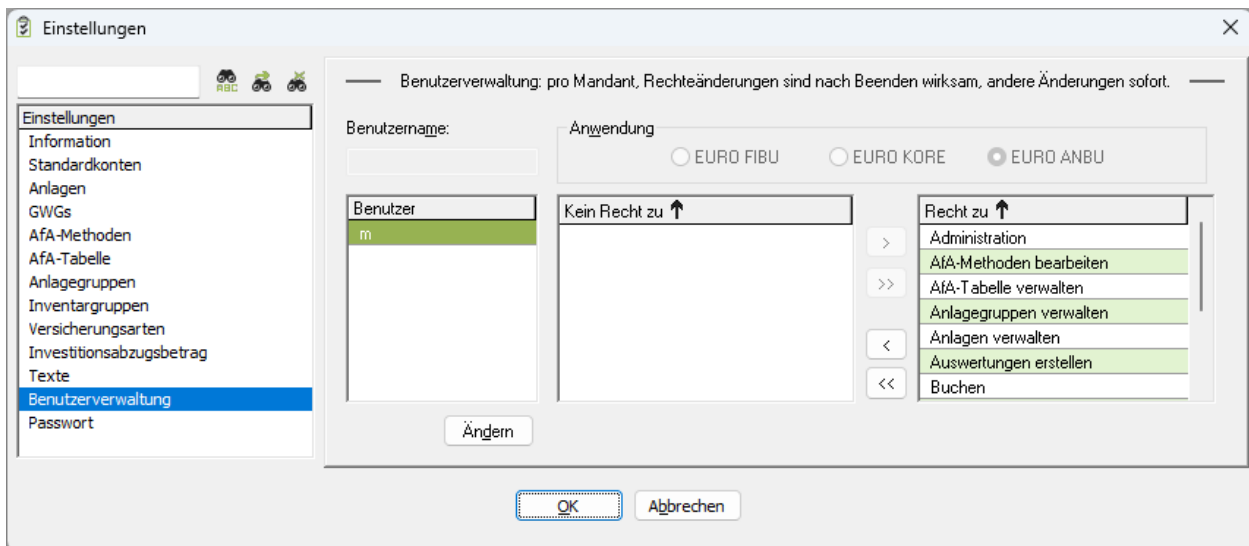 Einstellungen
ABC
Benutzerverwaltung: pro Mandant, Rechteänderungen sind nach Beenden wirksam, andere Änderungen sofort.
Einstellungen
Information
Standardkonten
Anlagen
GWGs
AfA-Methoden
AfA-Tabelle
Anlagegruppen
Inventargruppen
Versicherungsarten
Investitionsabzugsbetrag
Texte
Benutzerverwaltung
Passwort
Benutzername:
Anwendung
EURO FIBU EURO KORE EURO ANBU
Benutzer
m
Kein Recht zu
>
>>
<
<<
Recht zu
Administration
AfA-Methoden bearbeiten
AfA-Tabelle verwalten
Anlagegruppen verwalten
Anlagen verwalten
Auswertungen erstellen
Buchen
Ändern
OK Abbrechen